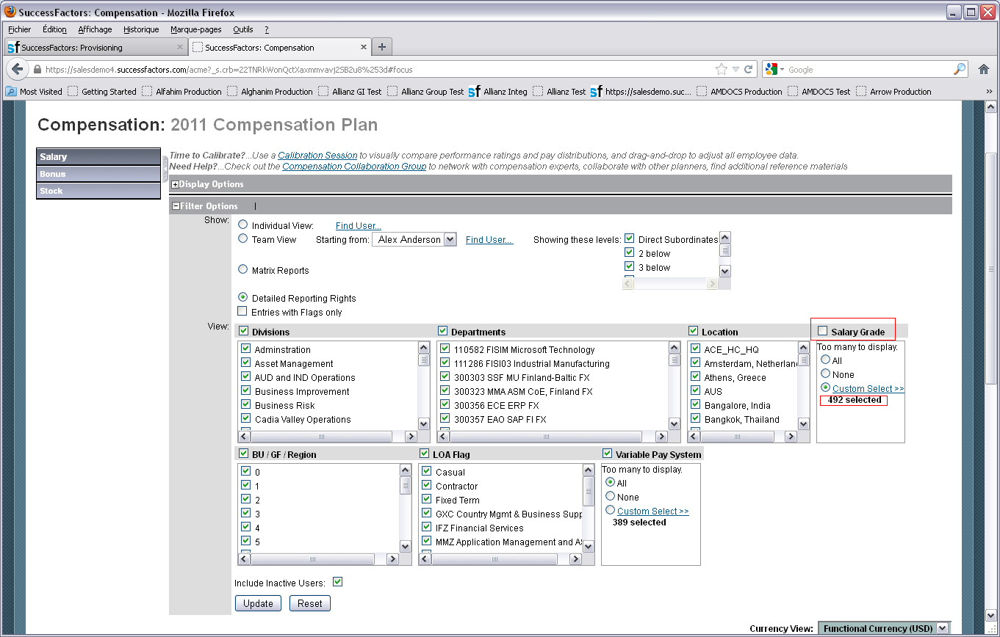 SuccessFactors: Compensation - Mozilla Firefox
Fichier Édition Affichage Historique Marque-pages Outils ?
SuccessFactors: Provisioning SuccessFactors: Compensation
https://salesdemo4.successfactors.com/acme?_s.crb=22TNRkWonQctXaxmmvavj2SB2u8%253d#focus Google
Most Visited Getting Started Alfahim Production Alghanim Production Allianz GI Test Allianz Group Test Allianz Integ Allianz Test https://salesdemo.suc... AMDOCS Production AMDOCS Test Arrow Production »
Compensation: 2011 Compensation Plan
Salary
Bonus
Stock
Time to Calibrate?...Use a Calibration Session to visually compare performance ratings and pay distributions, and drag-and-drop to adjust all employee data.
Need Help?...Check out the Compensation Collaboration Group to network with compensation experts, collaborate with other planners, find additional reference materials
Display Options
Filter Options |
Show: Individual View: Find User...
Team View Starting from: Alex Anderson Find User... Showing these levels: Direct Subordinates
2 below
3 below
Matrix Reports
Detailed Reporting Rights
Entries with Flags only
View: Divisions Departments Location Salary Grade
Adminstration
Asset Management
AUD and IND Operations
Business Improvement
Business Risk
Cadia Valley Operations
110582 FISIM Microsoft Technology
111286 FISI03 Industrial Manufacturing
300303 SSF MU Finland-Baltic FX
300323 MMA ASM CoE, Finland FX
300356 ECE ERP FX
300357 EAO SAP FI FX
ACE_HC_HQ
Amsterdam, Netherlan
Athens, Greece
AUS
Bangalore, India
Bangkok, Thailand
Too many to display.
All
None
Custom Select >>
492 selected
BU / GF / Region LOA Flag Variable Pay System
0
1
2
3
4
5
Casual
Contractor
Fixed Term
GXC Country Mgmt & Business Supp
IFZ Financial Services
MMZ Application Management and AS
Too many to display.
All
None
Custom Select >>
389 selected
Include Inactive Users:
Update Reset
Currency View: Functional Currency (USD)